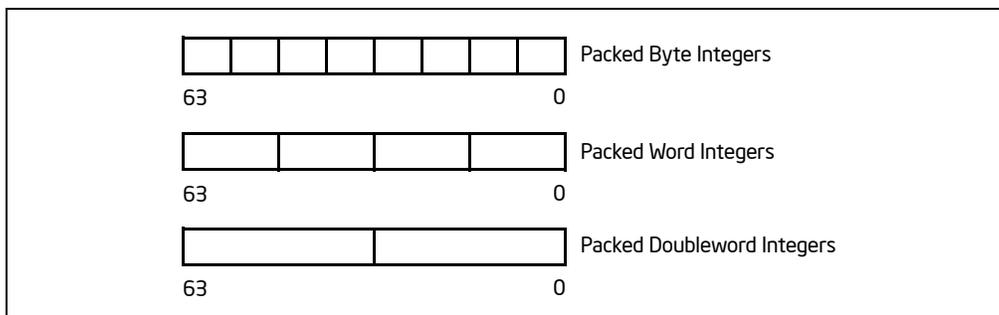 Packed Byte Integers
63 0
Packed Word Integers
63 0
Packed Doubleword Integers
63 0